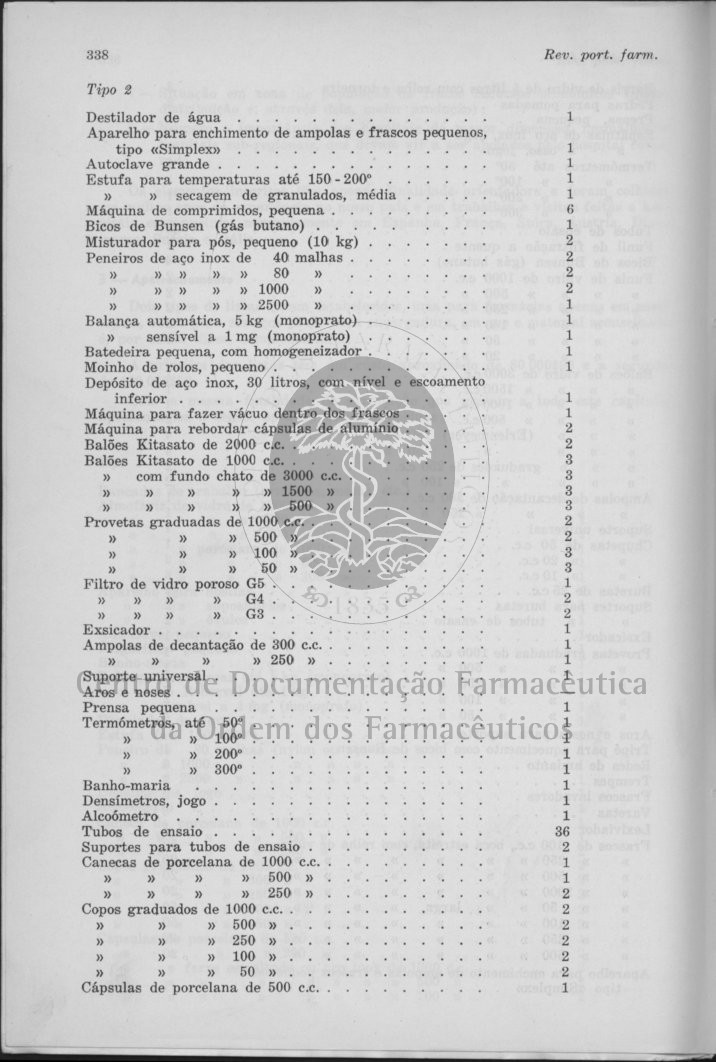 338 Rev. port. farm.
Tipo 2
Destilador de água . . . . . . . . . . . . . . 1
Aparelho para enchimento de ampolas e frascos pequenos,
tipo «Simplex» . . . . . . . . . . . . . . 1
Autoclave grande . . . . . . . . . . . . . . . 1
Estufa para temperaturas até 150 - 200º . . . . . . 1
» » secagem de granulados, média . . . . . 1
Máquina de comprimidos, pequena . . . . . . . . . 6
Bicos de Bunsen (gás butano) . . . . . . . . . . 1
Misturador para pós, pequeno (10 kg) . . . . . . . 2
Peneiros de aço inox de 40 malhas . . . . . . . . 2
» » » » » 80 » . . . . . . . . . 2
» » » » » 1000 » . . . . . . . . . 2
» » » » » 2500 » . . . . . . . . . 1
Balança automática, 5 kg (monoprato) . . . . . . . 1
» sensível a 1 mg (monoprato) . . . . . . . 1
Batedeira pequena, com homogeneizador . . . . . . . 1
Moinho de rolos, pequeno . . . . . . . . . . . . 1
Depósito de aço inox, 30 litros, com nível e escoamento
inferior . . . . . . . . . . . . . . . . . 1
Máquina para fazer vácuo dentro dos frascos . . . . . 1
Máquina para rebordar cápsulas de alumínio . . . . . 2
Balões Kitasato de 2000 c.c. . . . . . . . . . . . 2
Balões Kitasato de 1000 c.c. . . . . . . . . . . . 3
» com fundo chato de 3000 c.c. . . . . . . . . 3
» » » » » 1500 » . . . . . . . . 3
» » » » » 500 » . . . . . . . . 3
Provetas graduadas de 1000 c.c. . . . . . . . . . . 2
» » » 500 » . . . . . . . . . . 2
» » » 100 » . . . . . . . . . . 3
» » » 50 » . . . . . . . . . . 3
Filtro de vidro poroso G5 . . . . . . . . . . . . 1
» » » » G4 . . . . . . . . . . . . 2
» » » » G3 . . . . . . . . . . . . 2
Exsicador . . . . . . . . . . . . . . . . . . 1
Ampolas de decantação de 300 c.c. . . . . . . . . . 1
» » » » 250 » . . . . . . . . . 1
Suporte universal . . . . . . . . . . . . . . . 1
Aros e noses . . . . . . . . . . . . . . . . .
Prensa pequena . . . . . . . . . . . . . . . . 1
Termómetros, até 50º . . . . . . . . . . . . . 1
» » 100º . . . . . . . . . . . . . 1
» » 200º . . . . . . . . . . . . . 1
» » 300º . . . . . . . . . . . . . 1
Banho-maria . . . . . . . . . . . . . . . . 1
Densímetros, jogo . . . . . . . . . . . . . . . 1
Alcoómetro . . . . . . . . . . . . . . . . . 1
Tubos de ensaio . . . . . . . . . . . . . . . 36
Suportes para tubos de ensaio . . . . . . . . . . 2
Canecas de porcelana de 1000 c.c. . . . . . . . . . 1
» » » » 500 » . . . . . . . . . 1
» » » » 250 » . . . . . . . . . 2
Copos graduados de 1000 c.c. . . . . . . . . . . . 2
» » » 500 » . . . . . . . . . . . 2
» » » 250 » . . . . . . . . . . . 2
» » » 100 » . . . . . . . . . . . 2
» » » 50 » . . . . . . . . . . . 2
Cápsulas de porcelana de 500 c.c. . . . . . . . . . 1
1835
Centro de Documentação Farmacêutica
da Ordem dos Farmacêuticos